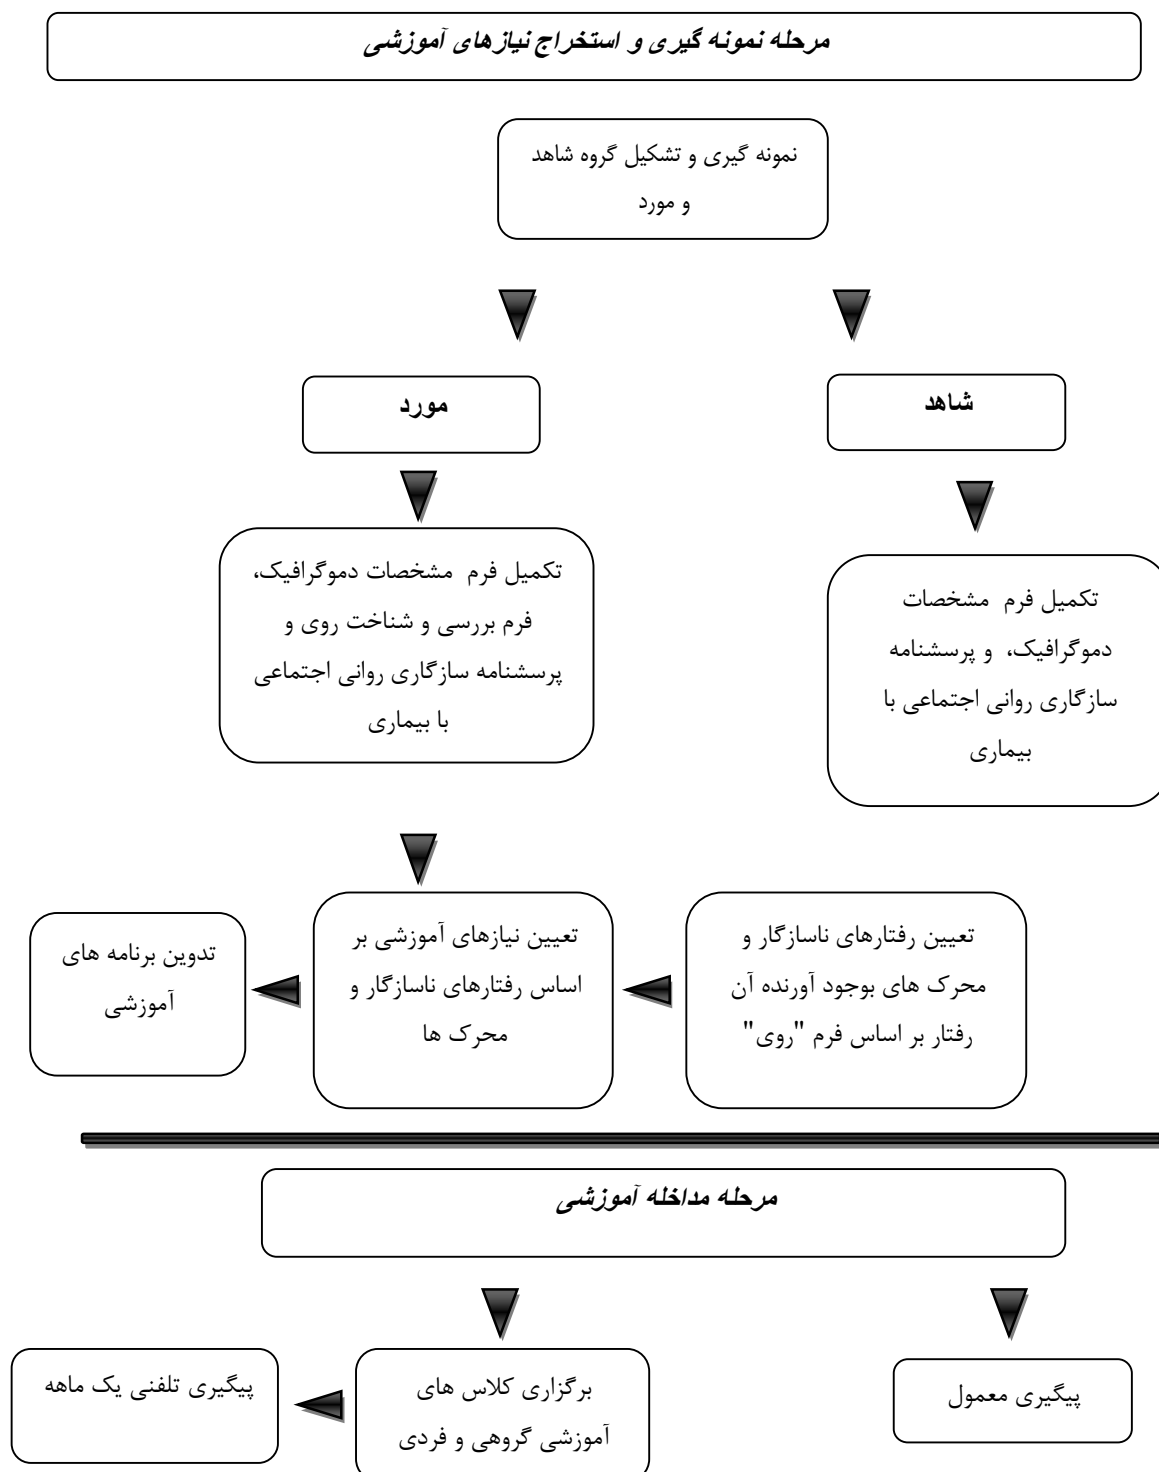 مرحله نمونه گیری و استخراج نیازهای آموزشی
نمونه گیری و تشکیل گروه شاهد
و مورد
شاهد
مورد
تکمیل فرم مشخصات
دموگرافیک، و پرسشنامه
سازگاری روانی اجتماعی با
بیماری
تکمیل فرم مشخصات دموگرافیک،
فرم بررسی و شناخت روی و
پرسشنامه سازگاری روانی اجتماعی
با بیماری
تعیین رفتارهای ناسازگار و
محرک های بوجود آورنده آن
رفتار بر اساس فرم "روی"
تعیین نیازهای آموزشی بر
اساس رفتارهای ناسازگار و
محرک ها
تدوین برنامه های
آموزشی
مرحله مداخله آموزشی
پیگیری معمول
برگزاری کلاس های
آموزشی گروهی و فردی
پیگیری تلفنی یک ماهه